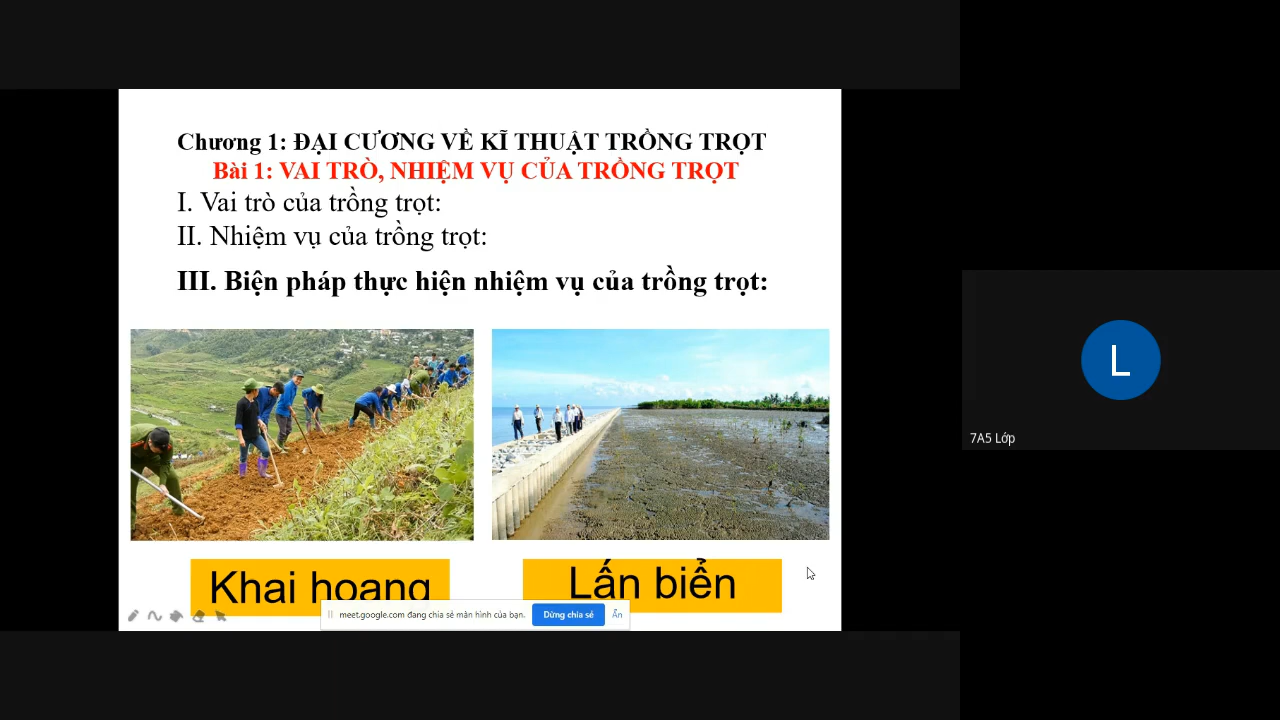 Chương 1: ĐẠI CƯƠNG VỀ KĨ THUẬT TRỒNG TRỌT
Bài 1: VAI TRÒ, NHIỆM VỤ CỦA TRỒNG TRỌT
I. Vai trò của trồng trọt:
II. Nhiệm vụ của trồng trọt:
III. Biện pháp thực hiện nhiệm vụ của trồng trọt:
Khai hoang
Lấn biển
meet.google.com đang chia sẻ màn hình của bạn. Dừng chia sẻ Ẩn
L
7A5 Lớp